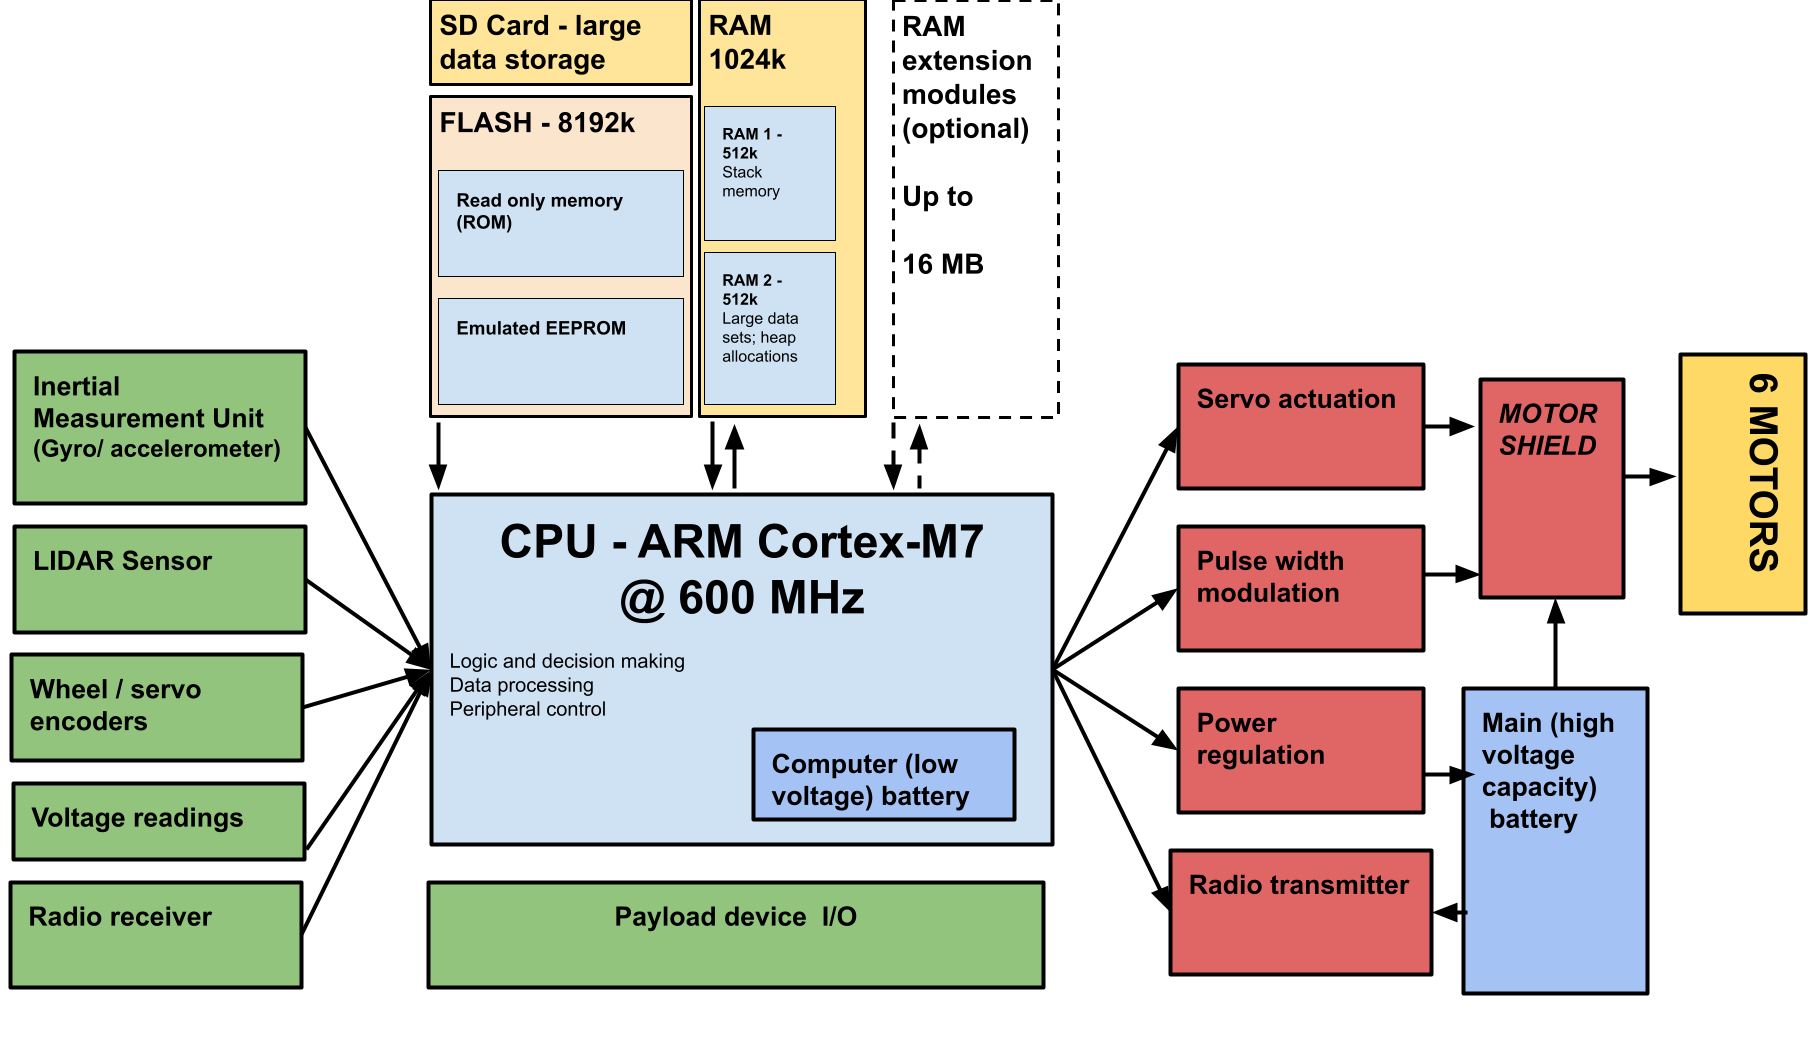 SD Card - large
data storage
FLASH - 8192k
Read only memory
(ROM)
Emulated EEPROM
RAM
1024k
RAM 1 -
512k
Stack
memory
RAM 2 -
512k
Large data
sets; heap
allocations
RAM
extension
modules
(optional)
Up to
16 MB
Inertial
Measurement Unit
(Gyro/ accelerometer)
LIDAR Sensor
Wheel / servo
encoders
Voltage readings
Radio receiver
CPU - ARM Cortex-M7
@ 600 MHz
Logic and decision making
Data processing
Peripheral control
Computer (low
voltage) battery
Payload device  I/O
Servo actuation
Pulse width
modulation
Power
regulation
Radio transmitter
MOTOR
SHIELD
Main (high
voltage
capacity)
battery
6 MOTORS